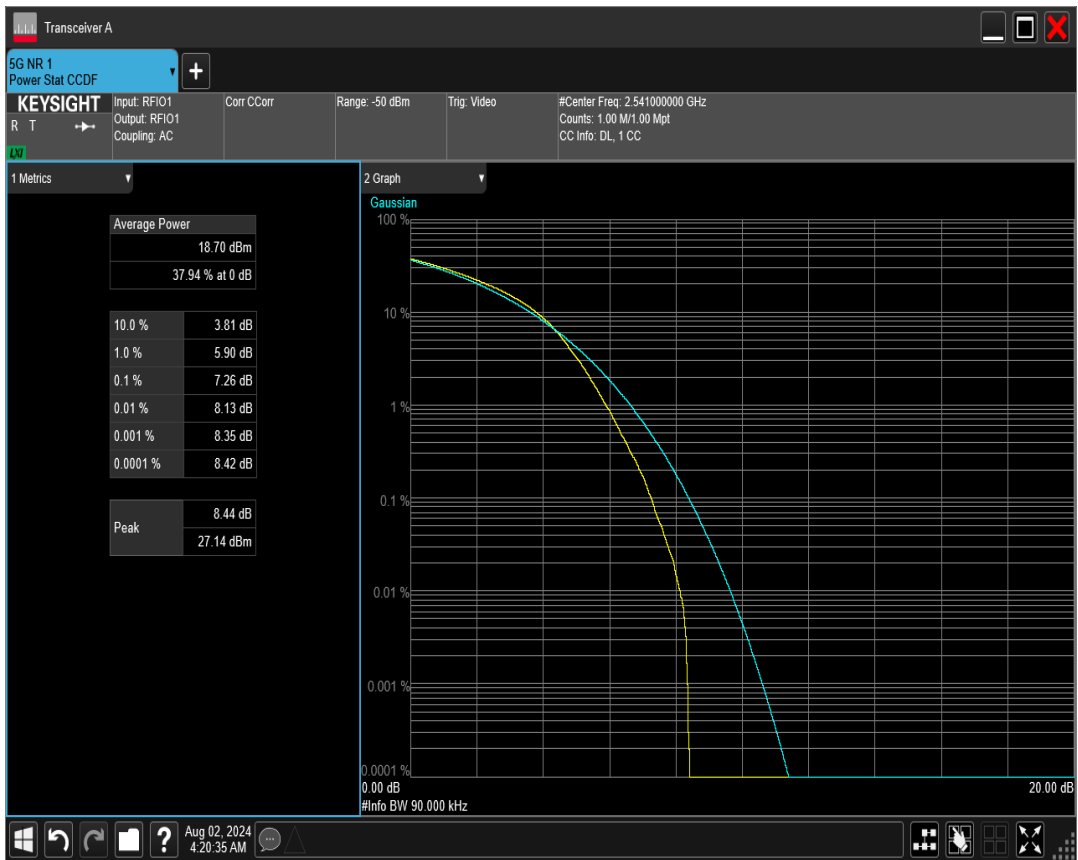 Transceiver A
5G NR 1
Power Stat CCDF
+
KEYSIGHT
R T
LXI
Input: RFIO1
Output: RFIO1
Coupling: AC
Corr CCorr
Range: -50 dBm
Trig: Video
#Center Freq: 2.541000000 GHz
Counts: 1.00 M/1.00 Mpt
CC Info: DL, 1 CC
1 Metrics
Average Power
18.70 dBm
37.94 % at 0 dB
10.0 % 3.81 dB
1.0 % 5.90 dB
0.1 % 7.26 dB
0.01 % 8.13 dB
0.001 % 8.35 dB
0.0001 % 8.42 dB
Peak
8.44 dB
27.14 dBm
2 Graph
Gaussian
100 %
10 %
1 %
0.1 %
0.01 %
0.001 %
0.0001 %
0.00 dB 20.00 dB
#Info BW 90.000 kHz
?
Aug 02, 2024
4:20:35 AM